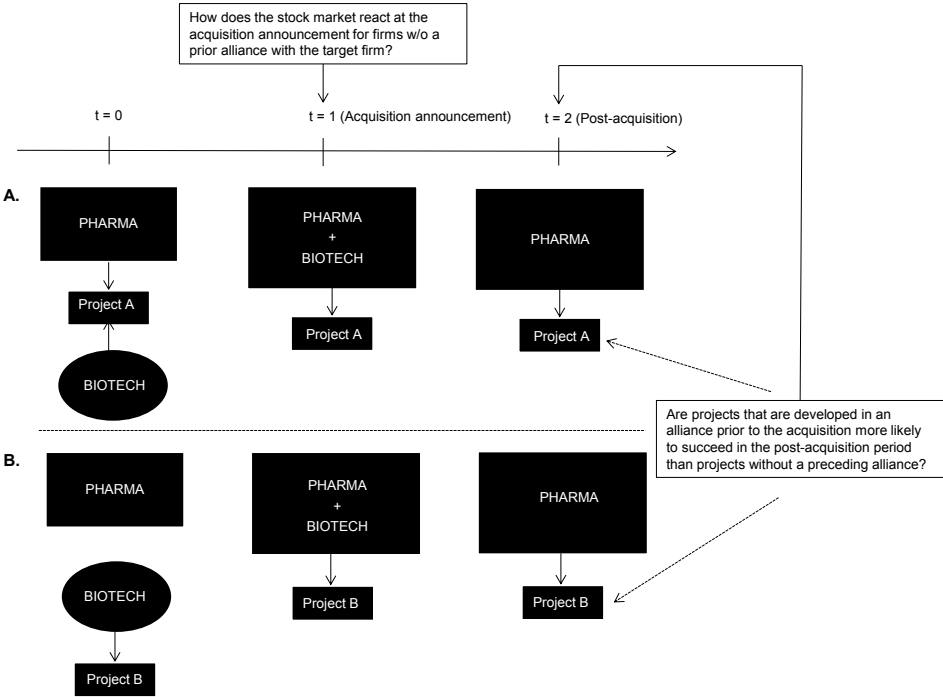 How does the stock market react at the
acquisition announcement for firms w/o a
prior alliance with the target firm?
t = 0
t = 1 (Acquisition announcement)
t = 2 (Post-acquisition)
A.
PHARMA
PHARMA
+
BIOTECH
PHARMA
Project A
Project A
Project A
BIOTECH
Are projects that are developed in an
alliance prior to the acquisition more likely
to succeed in the post-acquisition period
than projects without a preceding alliance?
B.
PHARMA
PHARMA
+
BIOTECH
PHARMA
BIOTECH
Project B
Project B
Project B